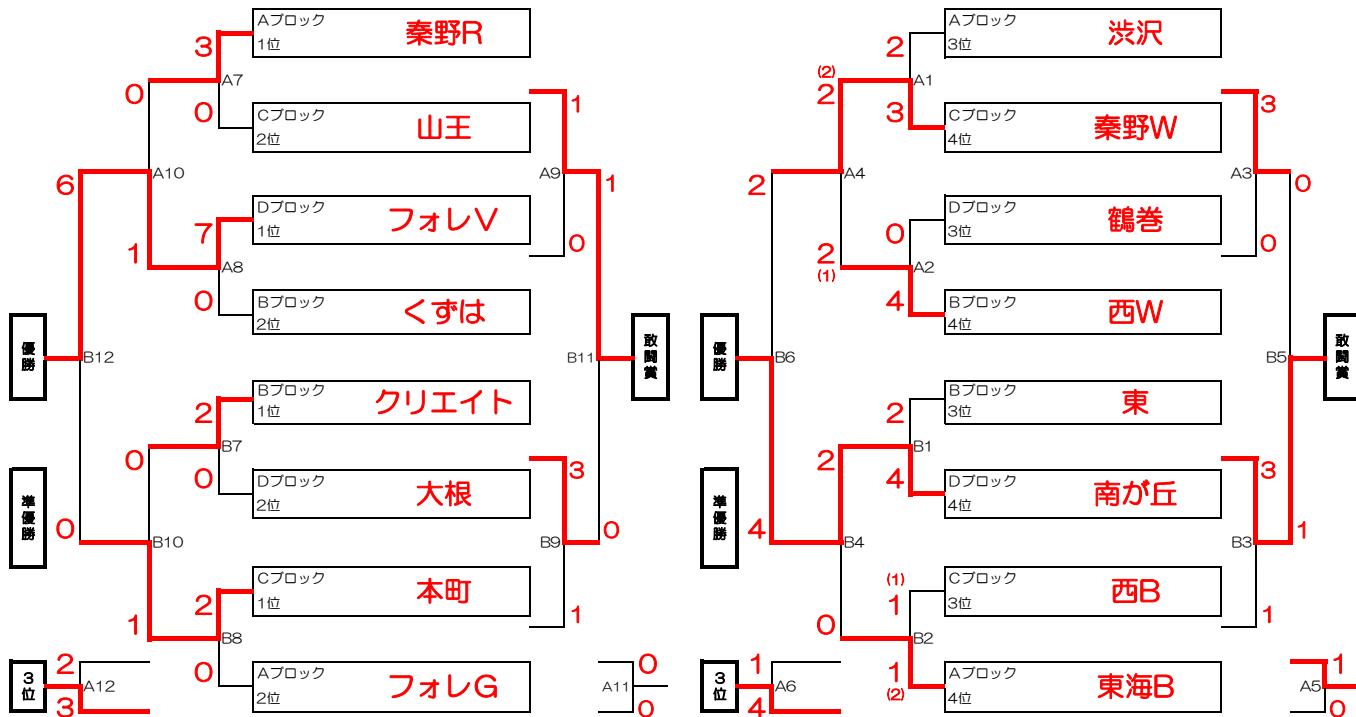 Aブロック
1位
秦野R
3
A7
0
0
Cブロック
2位
山王
1
A9
0
6
A10
1
1
Dブロック
1位
フォレV
7
A8
0
Bブロック
2位
くずは
優勝
B12
B11
敢闘賞
Bブロック
1位
クリエイト
2
B7
0
0
Dブロック
2位
大根
3
B9
1
0
準優勝
0
B10
1
Cブロック
1位
本町
2
B8
0
Aブロック
2位
フォレG
3位
2
A12
3
0
A11
0
Aブロック
3位
渋沢
2
A1
3
(2)
2
Cブロック
4位
秦野W
3
A3
0
0
2
A4
2
(1)
Dブロック
3位
鶴巻
0
A2
4
Bブロック
4位
西W
優勝
B6
B5
敢闘賞
Bブロック
3位
東
2
B1
4
2
Dブロック
4位
南が丘
3
B3
1
1
準優勝
4
B4
0
Cブロック
3位
西B
(1)
1
B2
1
(2)
Aブロック
4位
東海B
3位
1
A6
4
1
A5
0